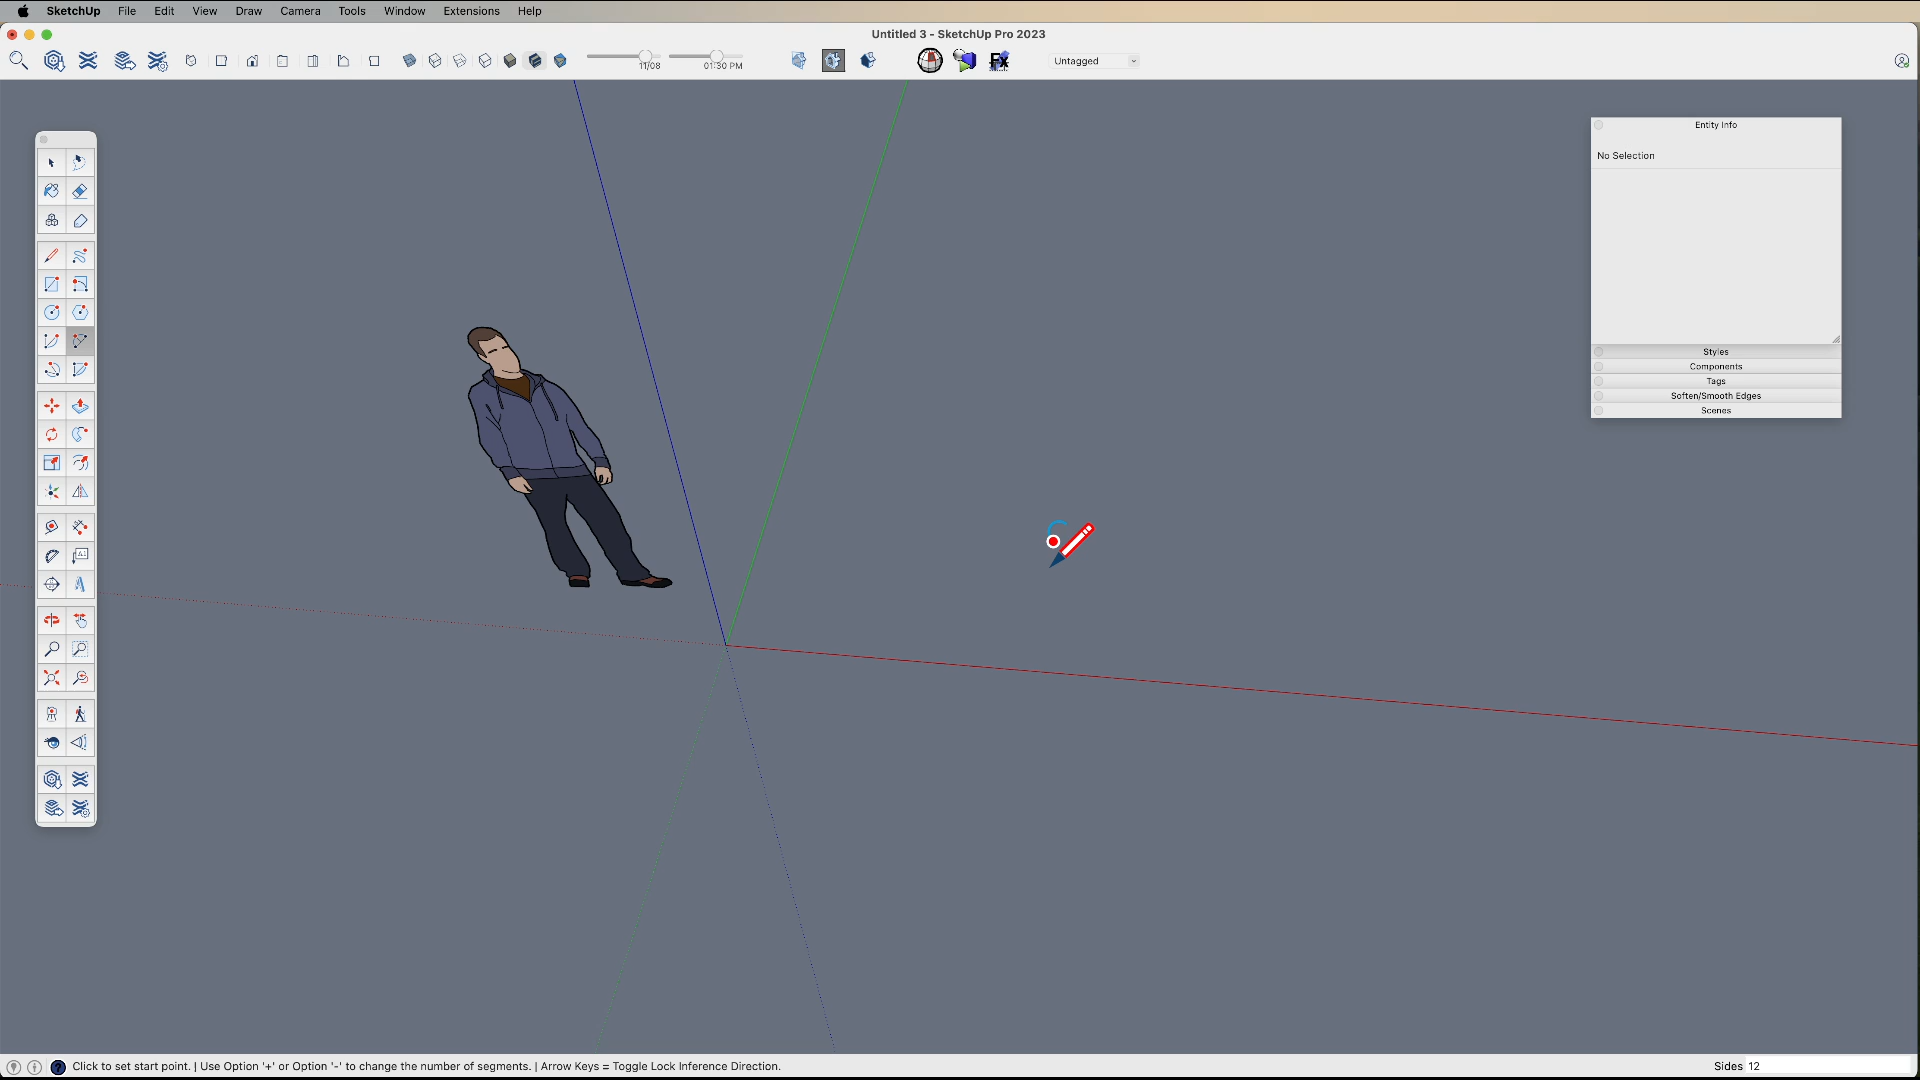 SketchUp File Edit View Draw Camera Tools Window Extensions Help
Untitled 3 - SketchUp Pro 2023
11/08 01:30 PM Fx Untagged
Entity Info
No Selection
A1
A
Styles
Components
Tags
Soften/Smooth Edges
Scenes
? Click to set start point. | Use Option '+' or Option '-' to change the number of segments. | Arrow Keys = Toggle Lock Inference Direction. Sides 12